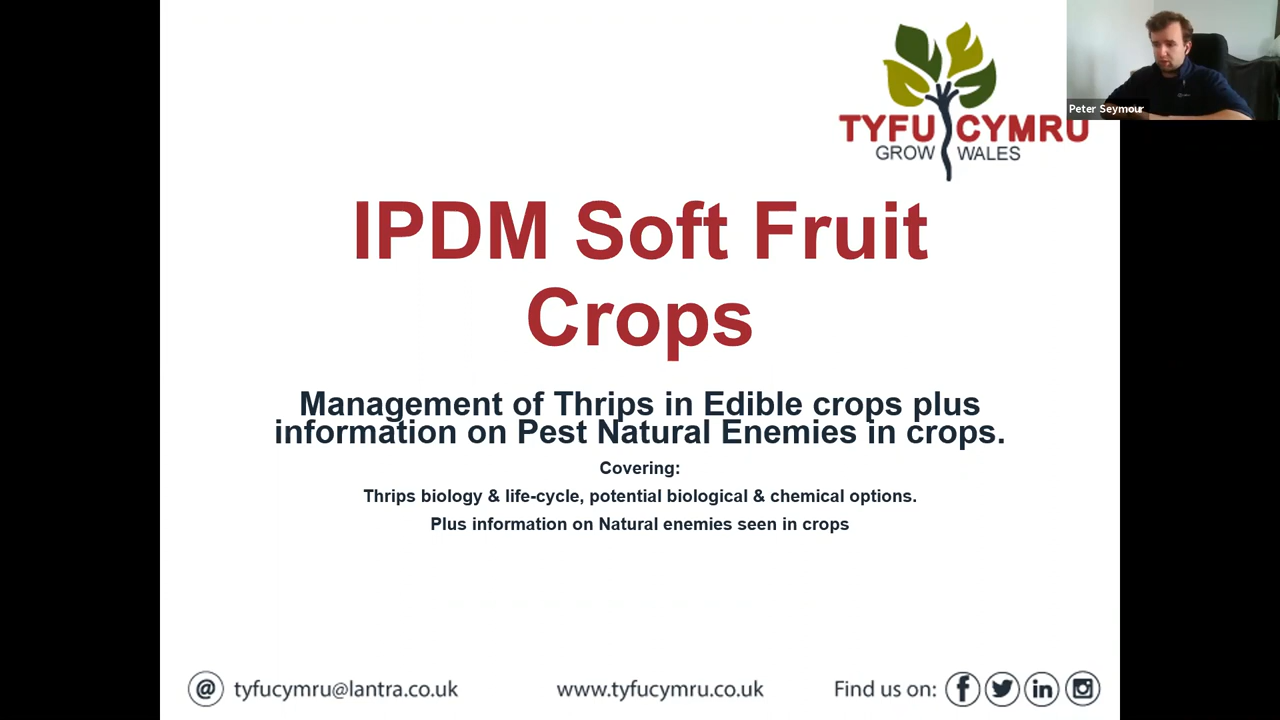 Peter Seymour
TYFU CYMRU
GROW WALES
IPDM Soft Fruit
Crops
Management of Thrips in Edible crops plus
information on Pest Natural Enemies in crops.
Covering:
Thrips biology & life-cycle, potential biological & chemical options.
Plus information on Natural enemies seen in crops
@ tyfucymru@lantra.co.uk
www.tyfucymru.co.uk
Find us on: